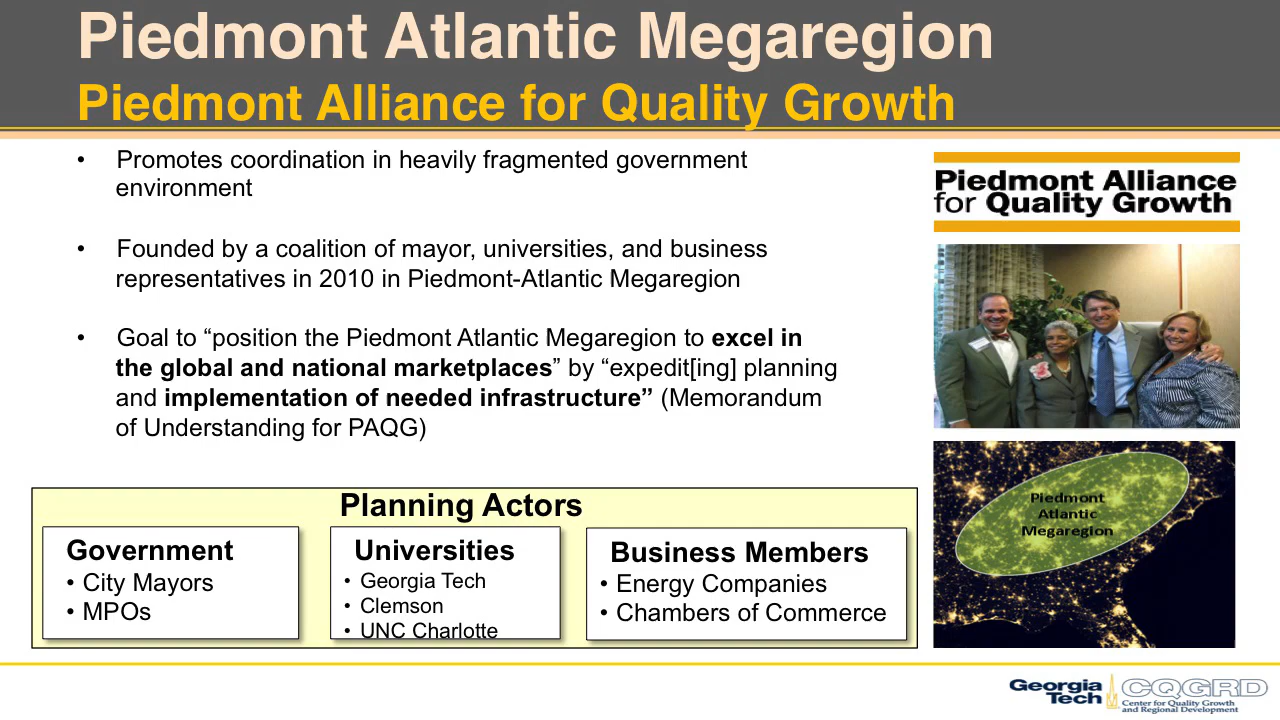 Piedmont Atlantic Megaregion
Piedmont Alliance for Quality Growth
• Promotes coordination in heavily fragmented government
environment
• Founded by a coalition of mayor, universities, and business
representatives in 2010 in Piedmont-Atlantic Megaregion
• Goal to “position the Piedmont Atlantic Megaregion to excel in
the global and national marketplaces” by “expedit[ing] planning
and implementation of needed infrastructure” (Memorandum
of Understanding for PAQG)
Piedmont Alliance
for Quality Growth
Piedmont
Atlantic
Megaregion
Planning Actors
Government
• City Mayors
• MPOs
Universities
• Georgia Tech
• Clemson
• UNC Charlotte
Business Members
• Energy Companies
• Chambers of Commerce
Georgia
Tech
CQGRD
Center for Quality Growth
and Regional Development